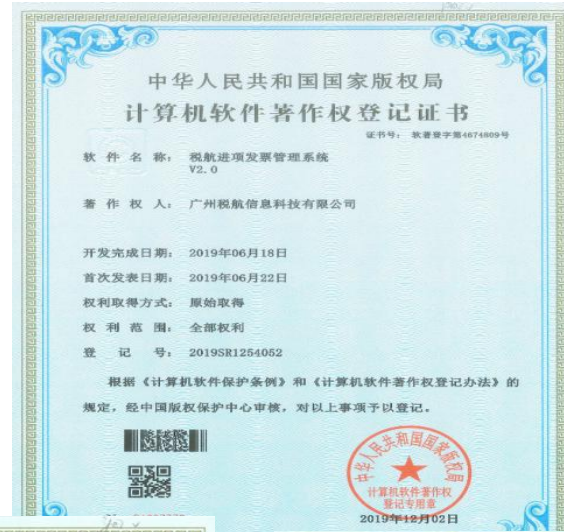 中华人民共和国国家版权局
计算机软件著作权登记证书
证书号: 软著登字第4674809号
软件名称: 税航进项发票管理系统
V2.0
著作权人: 广州税航信息科技有限公司
开发完成日期: 2019年06月18日
首次发表日期: 2019年06月22日
权利取得方式: 原始取得
权利范围: 全部权利
登记号: 2019SR1254052
根据《计算机软件保护条例》和《计算机软件著作权登记办法》的
规定,经中国版权保护中心审核,对以上事项予以登记。
中华人民共和国国家版权局
计算机软件著作权
登记专用章
2019年12月02日